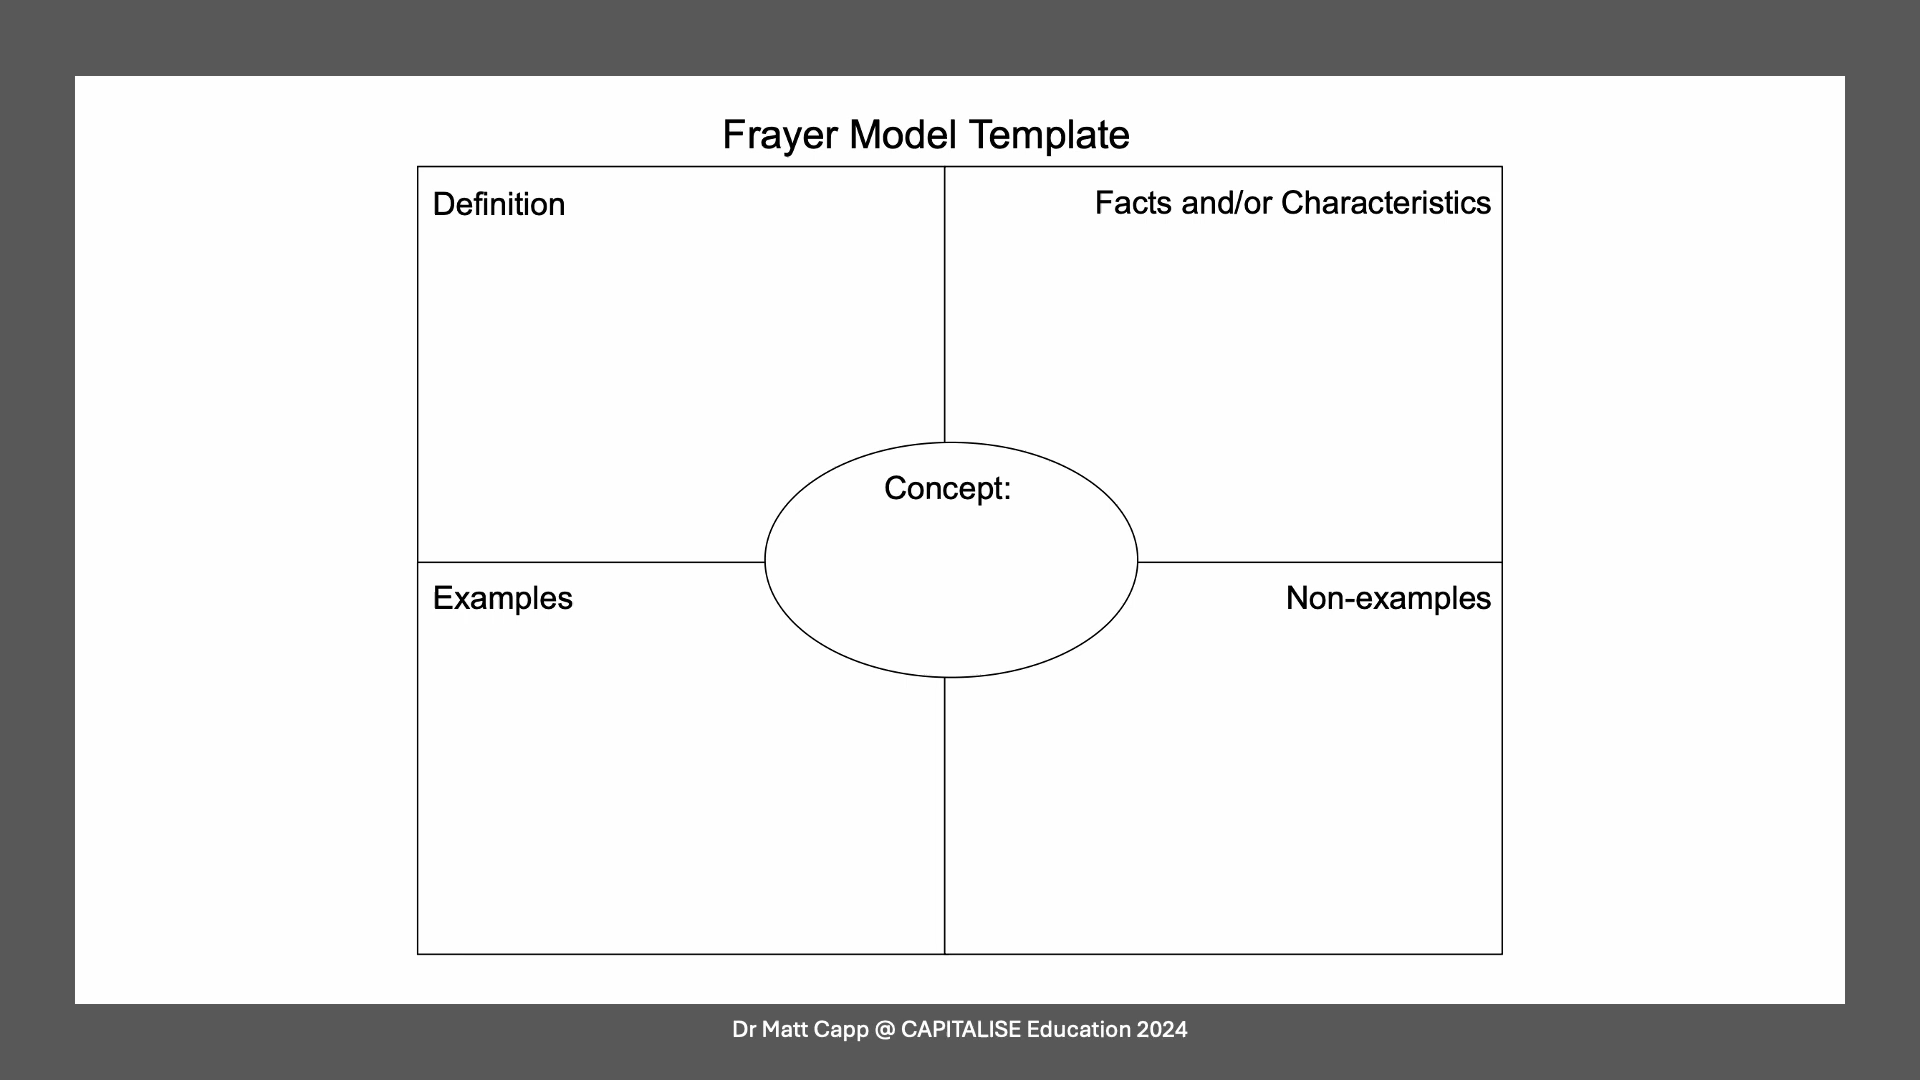 Frayer Model Template
Definition
Facts and/or Characteristics
Concept:
Examples
Non-examples
Dr Matt Capp @ CAPITALISE Education 2024